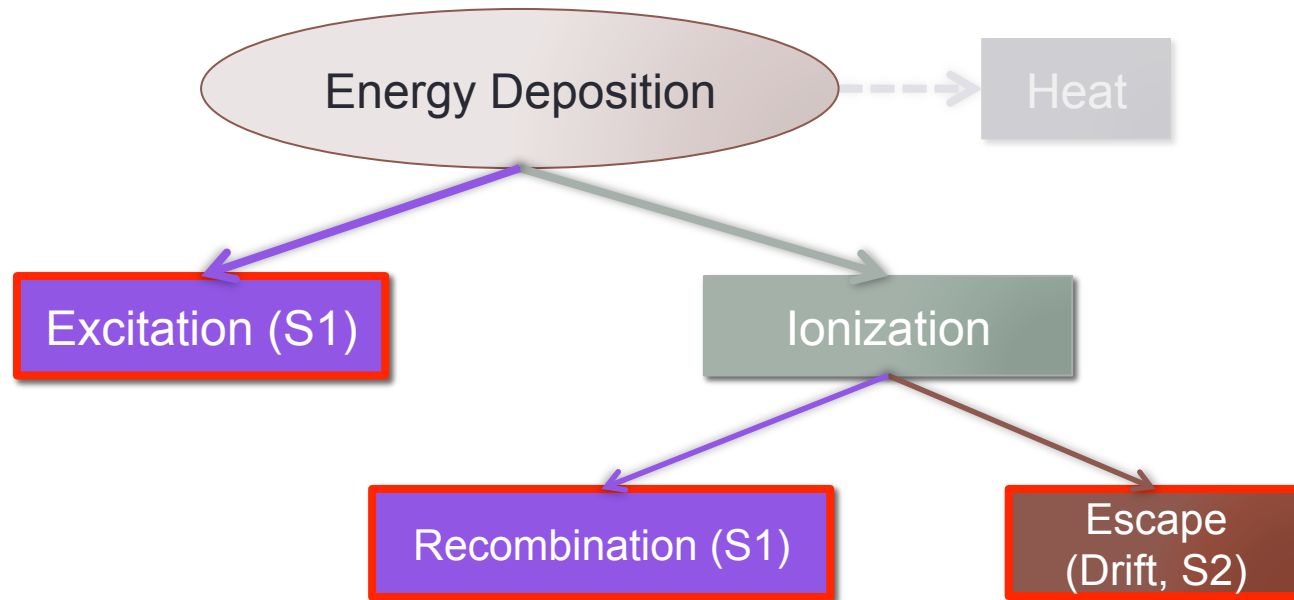 Energy Deposition
Heat
Excitation (S1)
Ionization
Recombination (S1)
Escape
(Drift, S2)